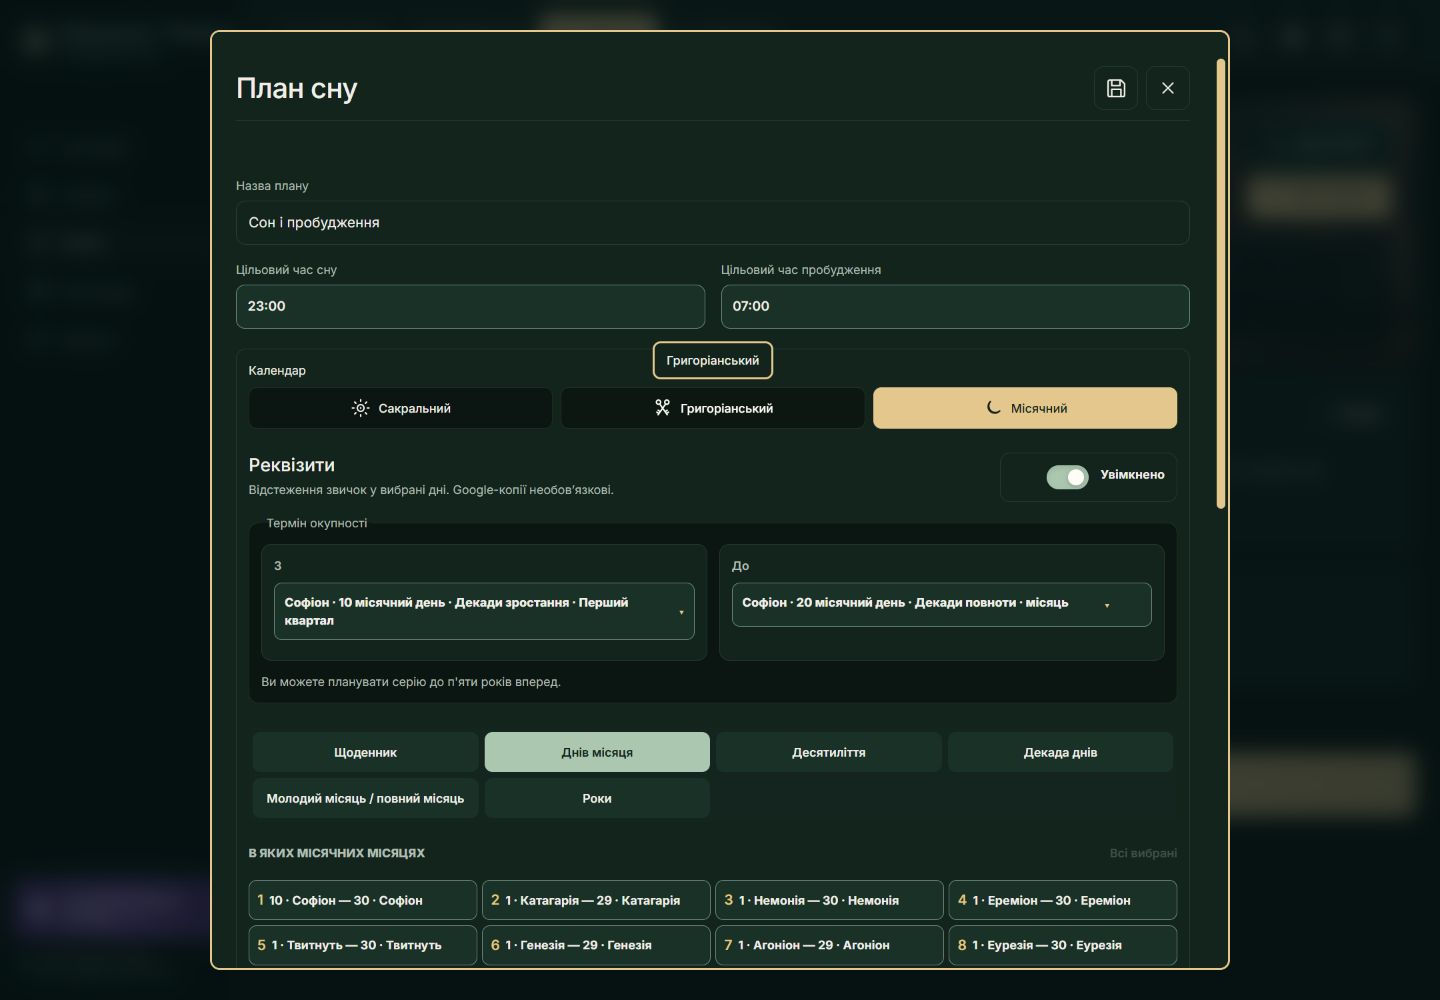 План сну
Назва плану
Сон і пробудження
Цільовий час сну
Цільовий час пробудження
23:00
07:00
Григоріанський
Календар
Сакральний
Григоріанський
Місячний
Реквізити
Відстеження звичок у вибрані дні. Google-копії необов’язкові.
Увімкнено
Термін окупності
З
До
Софіон · 10 місячний день · Декади зростання · Перший
квартал
Софіон · 20 місячний день · Декади повноти · місяць
Ви можете планувати серію до п'яти років вперед.
Щоденник
Днів місяця
Десятиліття
Декада днів
Молодий місяць / повний місяць
Роки
В ЯКИХ МІСЯЧНИХ МІСЯЦЯХ
Всі вибрані
1 10 · Софіон — 30 · Софіон
2 1 · Катагарія — 29 · Катагарія
3 1 · Немонія — 30 · Немонія
4 1 · Ереміон — 30 · Ереміон
5 1 · Твитнуть — 30 · Твитнуть
6 1 · Генезія — 29 · Генезія
7 1 · Агоніон — 29 · Агоніон
8 1 · Еурезія — 30 · Еурезія